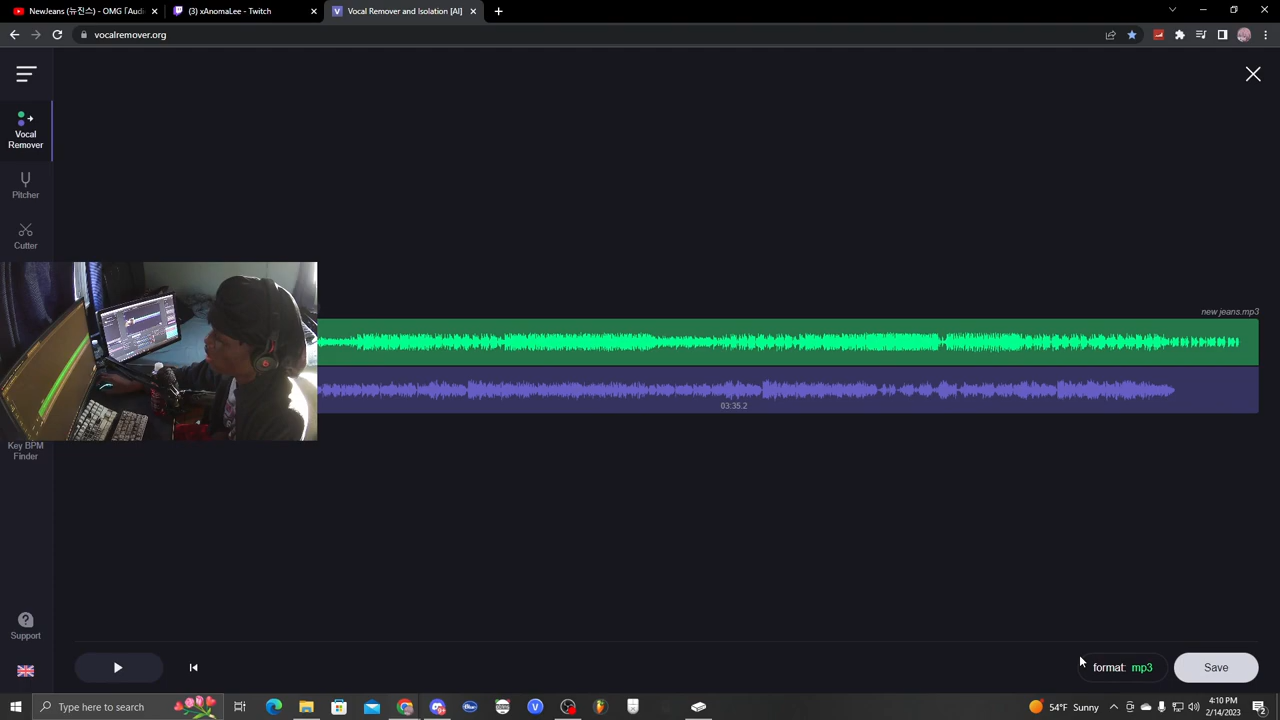 NewJeans (뉴진스) - OMG 「Audi
(3) xAnomaLee - Twitch
Vocal Remover and Isolation [AI]
vocalremover.org
Vocal
Remover
Pitcher
Cutter
new jeans.mp3
03:35.2
Key BPM
Finder
Support
format: mp3
Save
Type here to search
54°F Sunny
4:10 PM
2/14/2023
2